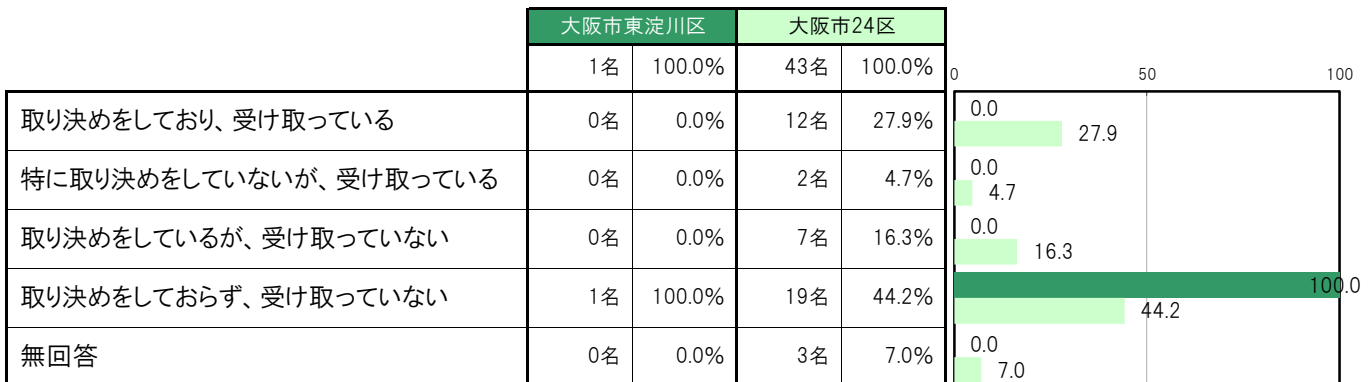 大阪市東淀川区 大阪市24区
1名 100.0% 43名 100.0%
0 50 100
取り決めをしており、受け取っている 0名 0.0% 12名 27.9%
0.0
27.9
特に取り決めをしていないが、受け取っている 0名 0.0% 2名 4.7%
0.0
4.7
取り決めをしているが、受け取っていない 0名 0.0% 7名 16.3%
0.0
16.3
取り決めをしておらず、受け取っていない 1名 100.0% 19名 44.2%
100.0
44.2
無回答 0名 0.0% 3名 7.0%
0.0
7.0